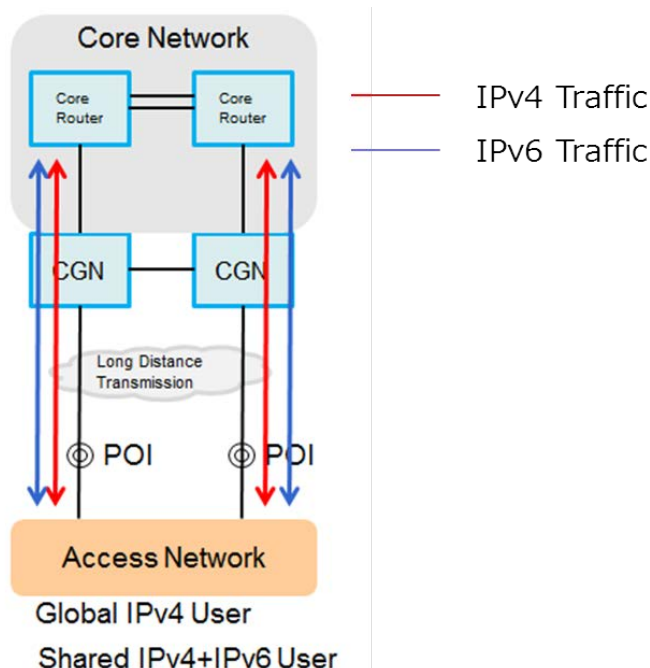 Core Network
Core
Router
Core
Router
IPv4 Traffic
IPv6 Traffic
CGN
CGN
Long Distance
Transmission
POI
POI
Access Network
Global IPv4 User
Shared IPv4+IPv6 User